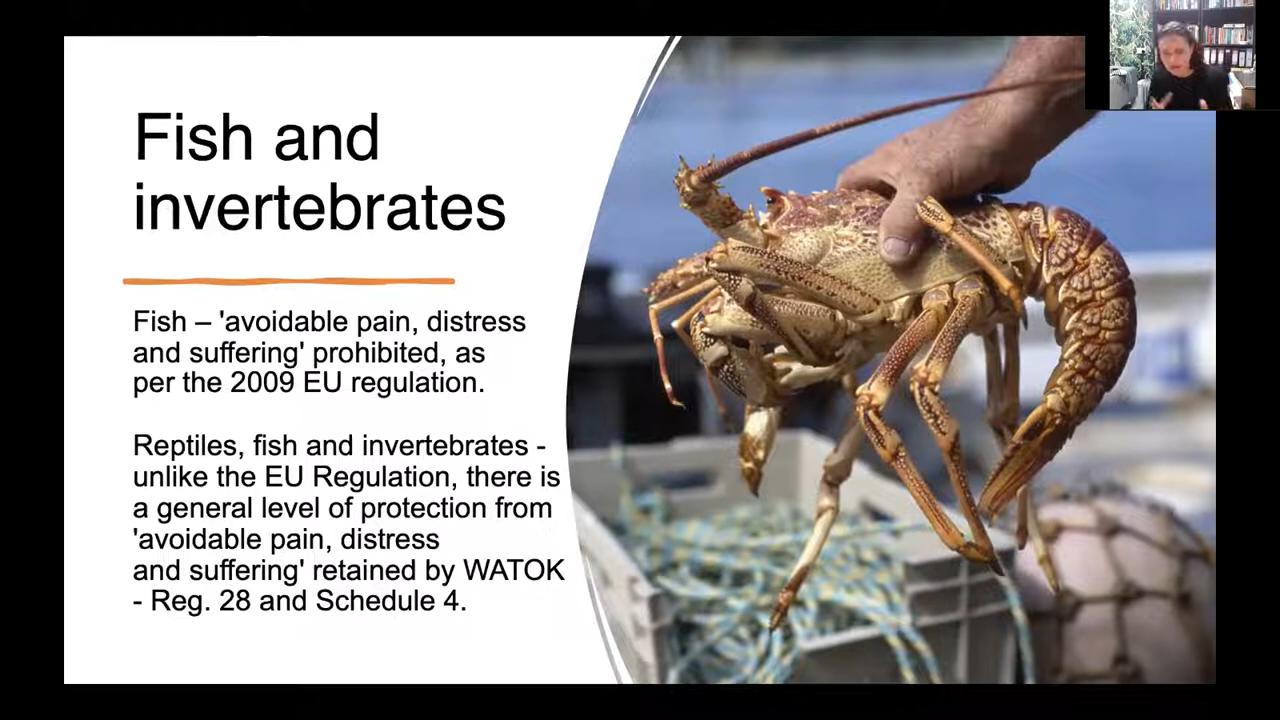 Fish and
invertebrates
Fish – 'avoidable pain, distress
and suffering' prohibited, as
per the 2009 EU regulation.
Reptiles, fish and invertebrates -
unlike the EU Regulation, there is
a general level of protection from
'avoidable pain, distress
and suffering' retained by WATOK
- Reg. 28 and Schedule 4.